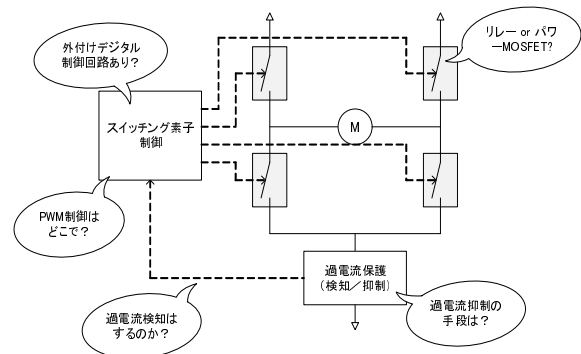 外付けデジタル
制御回路あり?
リレー or パワ
ーMOSFET?
スイッチング素子
制御
M
PWM制御は
どこで?
過電流保護
(検知/抑制)
過電流検知は
するのか?
過電流抑制の
手段は?